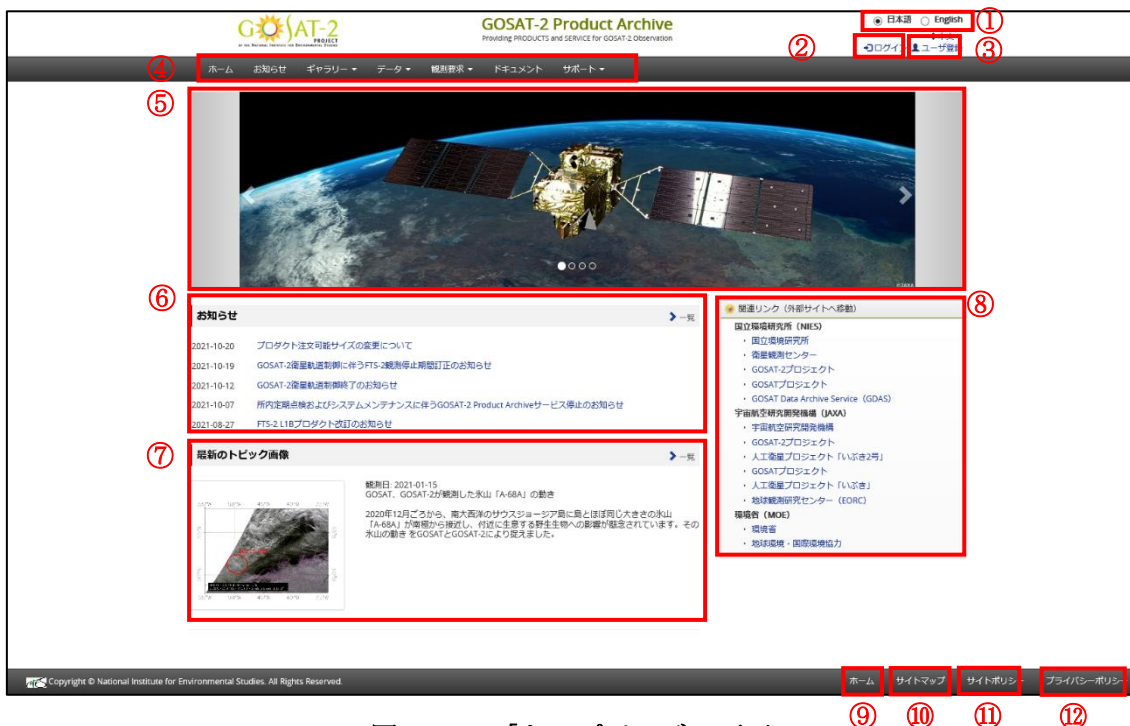 GOSAT-2
PROJECT
GOSAT-2 Product Archive
Providing PRODUCTS and SERVICE for GOSAT-2 Observation
日本語 English ①
② ログイン ユーザ登録 ③
④ ホーム お知らせ ギャラリー データ 観測要求 ドキュメント サポート
⑤
⑥ お知らせ 一覧
2021-10-20 プロダクト注文可能サイズの変更について
2021-10-19 GOSAT-2衛星軌道制御に伴うFTS-2観測停止期間訂正のお知らせ
2021-10-12 GOSAT-2衛星軌道制御終了のお知らせ
2021-10-07 所内定期点検およびシステムメンテナンスに伴うGOSAT-2 Product Archiveサービス停止のお知らせ
2021-08-27 FTS-2 L1Bプロダクト改訂のお知らせ
⑦ 最新のトピック画像 一覧
観測日: 2021-01-15
GOSAT、GOSAT-2が観測した氷山「A-68A」の動き
2020年12月ごろから、南大西洋のサウスジョージア島に島とほぼ同じ大きさの氷山
「A-68A」が南極から接近し、付近に生息する野生生物への影響が懸念されています。その
氷山の動き をGOSATとGOSAT-2により捉えました。
⑧
関連リンク（外部サイトへ移動）
国立環境研究所（NIES）
・ 国立環境研究所
・ 衛星観測センター
・ GOSAT-2プロジェクト
・ GOSATプロジェクト
・ GOSAT Data Archive Service（GDAS）
宇宙航空研究開発機構（JAXA）
・ 宇宙航空研究開発機構
・ GOSAT-2プロジェクト
・ 人工衛星プロジェクト「いぶき2号」
・ GOSATプロジェクト
・ 人工衛星プロジェクト「いぶき」
・ 地球観測研究センター（EORC）
環境省（MOE）
・ 環境省
・ 地球環境・国際環境協力
Copyright © National Institute for Environmental Studies. All Rights Reserved.
ホーム サイトマップ サイトポリシー プライバシーポリシー
⑨ ⑩ ⑪ ⑫